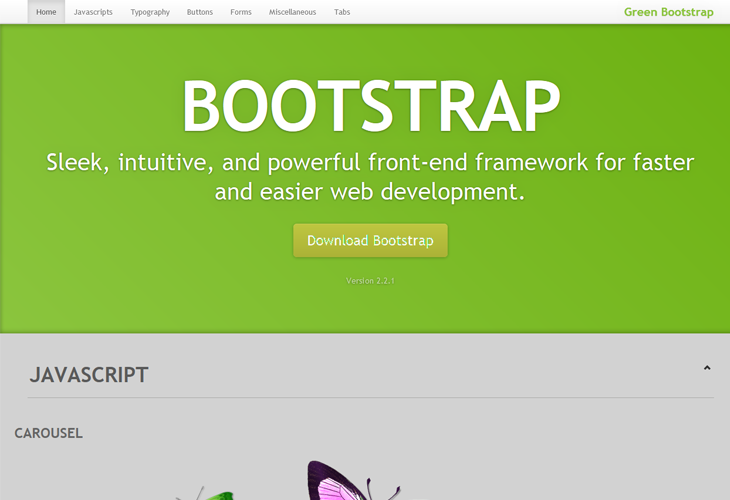 Home Javascripts Typography Buttons Forms Miscellaneous Tabs Green Bootstrap
BOOTSTRAP
Sleek, intuitive, and powerful front-end framework for faster
and easier web development.
Download Bootstrap
Version 2.2.1
JAVASCRIPT
CAROUSEL